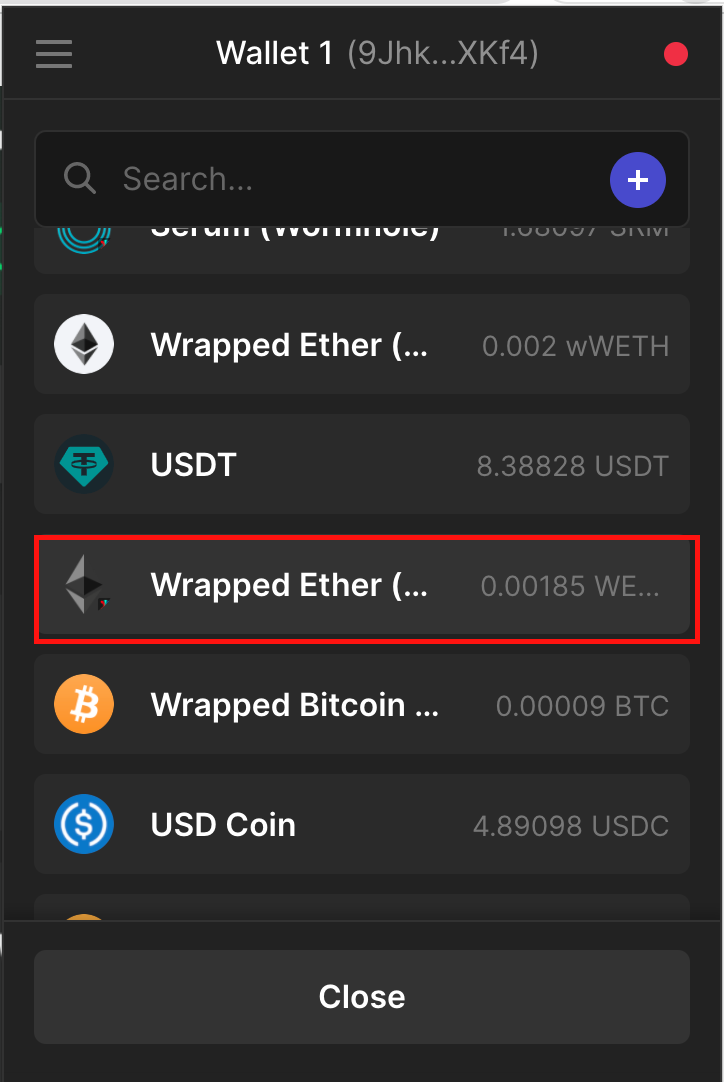 Wallet 1 (9Jhk...XKf4)
Search...
Serum (Wormhole) 1.68097 SRM
Wrapped Ether (... 0.002 wWETH
USDT 8.38828 USDT
Wrapped Ether (... 0.00185 WE...
Wrapped Bitcoin ... 0.00009 BTC
USD Coin 4.89098 USDC
Close